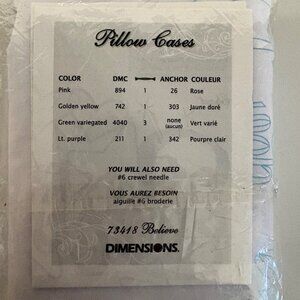 Pillow Cases
COLOR DMC ANCHOR COULEUR
Pink 894 1 26 Rose
Golden yellow 742 1 303 Jaune doré
Green variegated 4040 3 none (aucun) Vert varié
Lt. purple 211 1 342 Pourpre clair
YOU WILL ALSO NEED
#6 crewel needle
VOUS AUREZ BESOIN
aiguille #6 broderie
73418 Believe
DIMENSIONS®